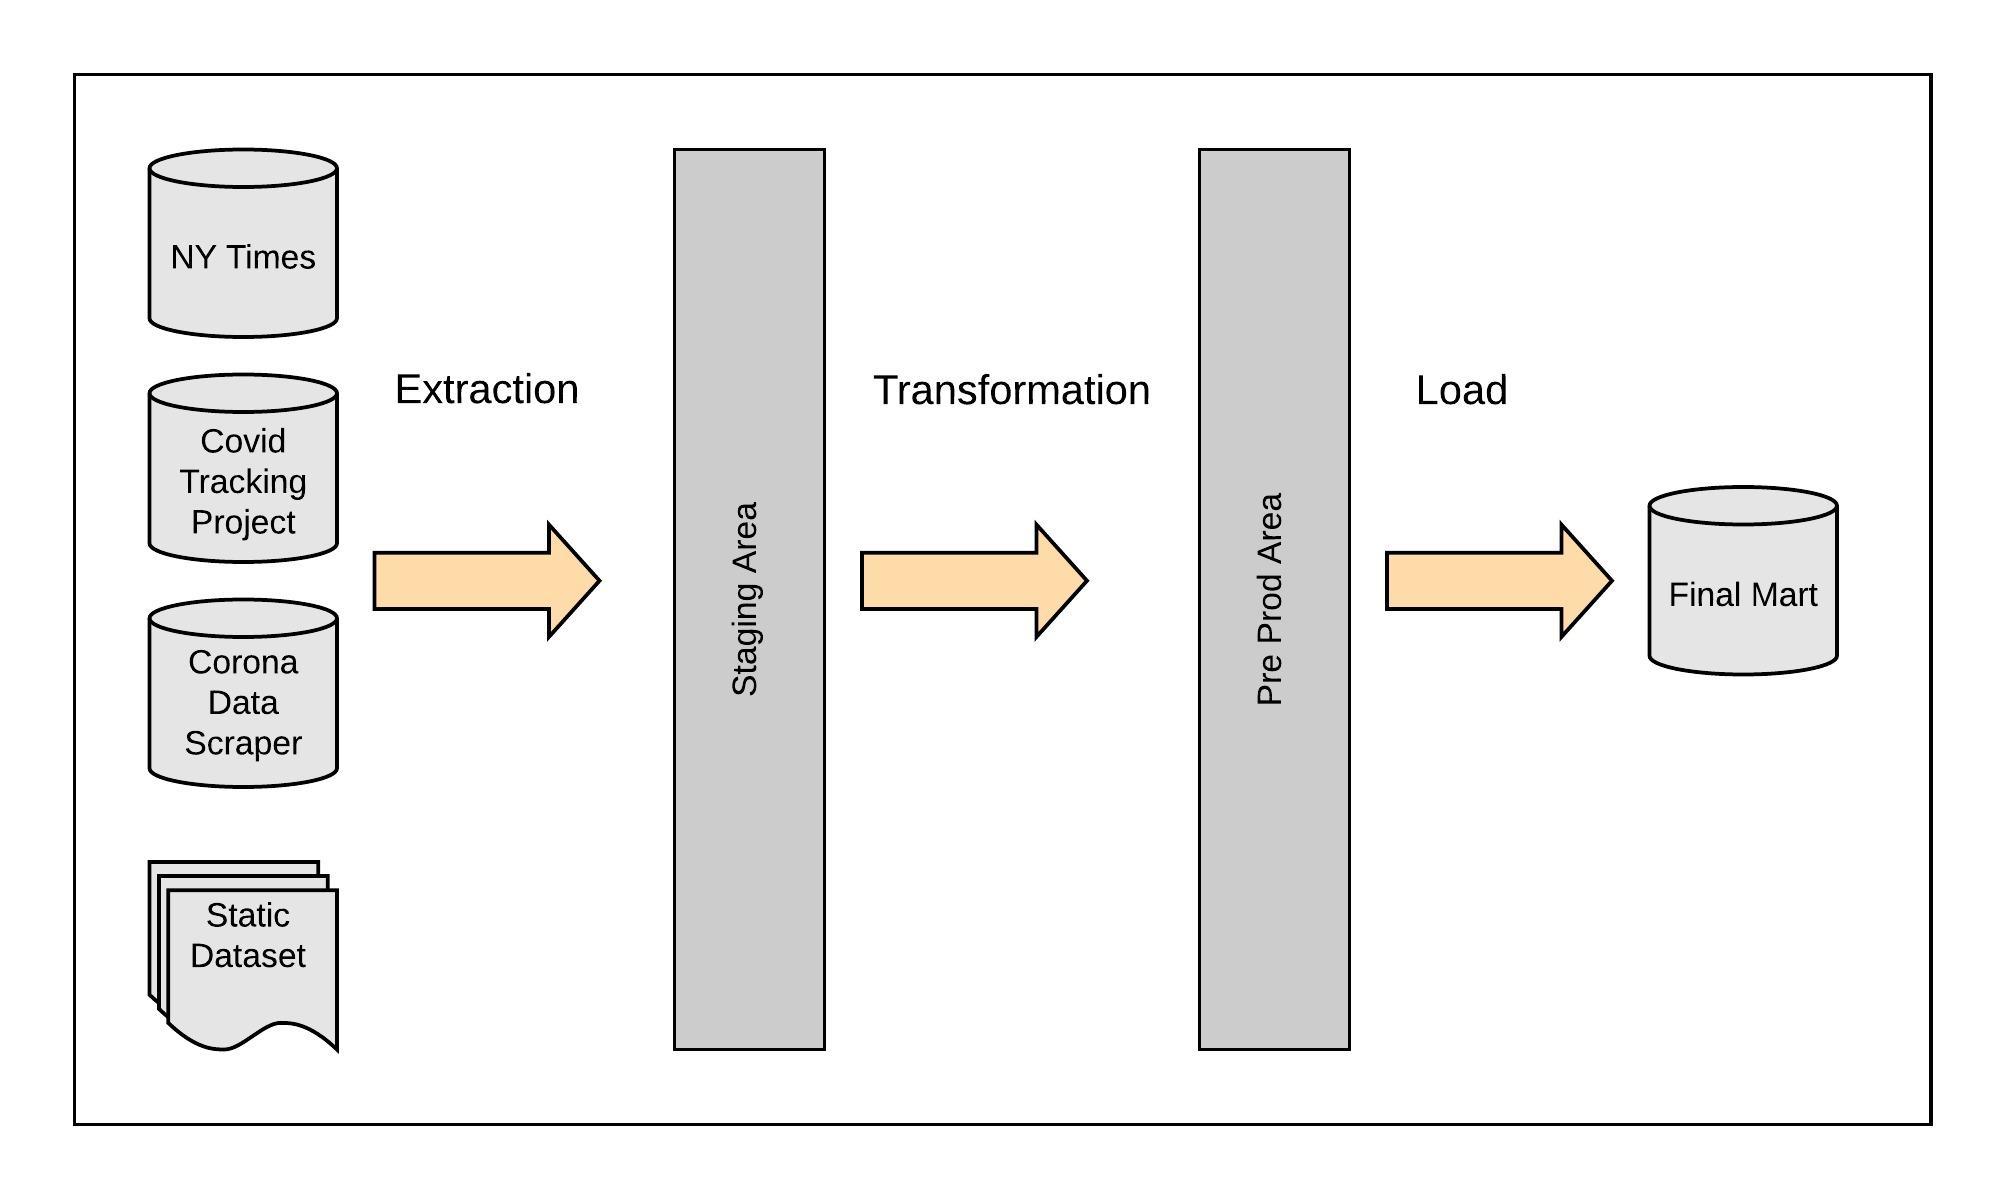 NY Times
Covid
Tracking
Project
Corona
Data
Scraper
Static
Dataset
Extraction
Staging Area
Transformation
Pre Prod Area
Load
Final Mart